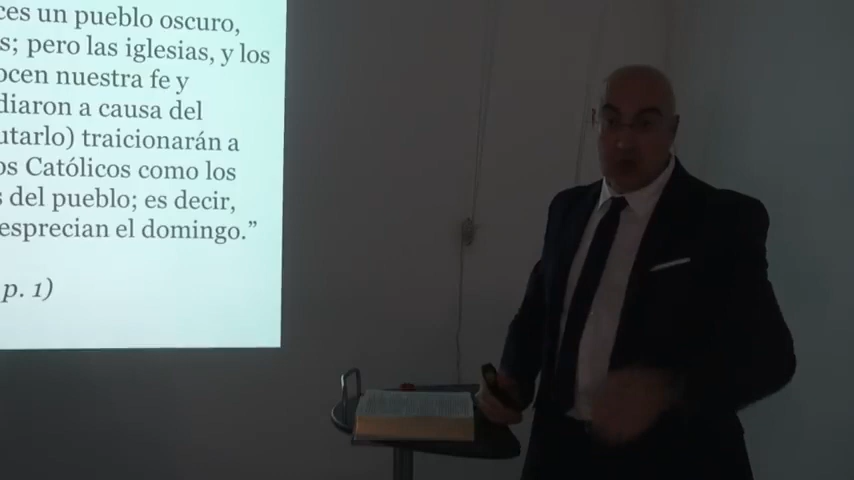 ces un pueblo oscuro,
s; pero las iglesias, y los
ocen nuestra fe y
diaron a causa del
utarlo) traicionarán a
os Católicos como los
s del pueblo; es decir,
esprecian el domingo.”
p. 1)